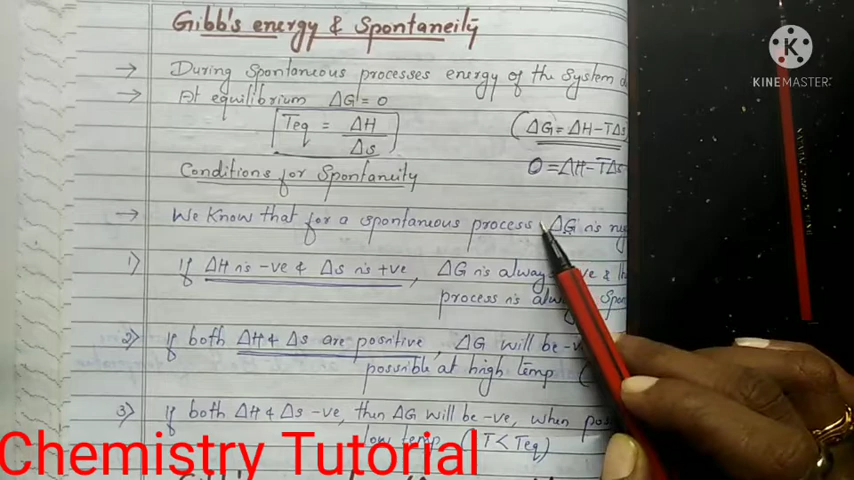 Gibb's energy & Spontaneity
→ During Spontaneous processes energy of the System
→ At equilibrium ΔG = 0
Teq = ΔH / Δs
(ΔG = ΔH - TΔs
0 = ΔH - TΔs
Conditions for Spontaneity
→ We Know that for a spontaneous process ΔG is
1) if ΔH is -ve & Δs is +ve, ΔG is always ve &
process is always
2) if both ΔH & Δs are positive, ΔG will be
possible at high temp (
3) if both ΔH & Δs -ve, then ΔG will be -ve, when
low temp (T < Teq)
Chemistry Tutorial
K
KINEMASTER